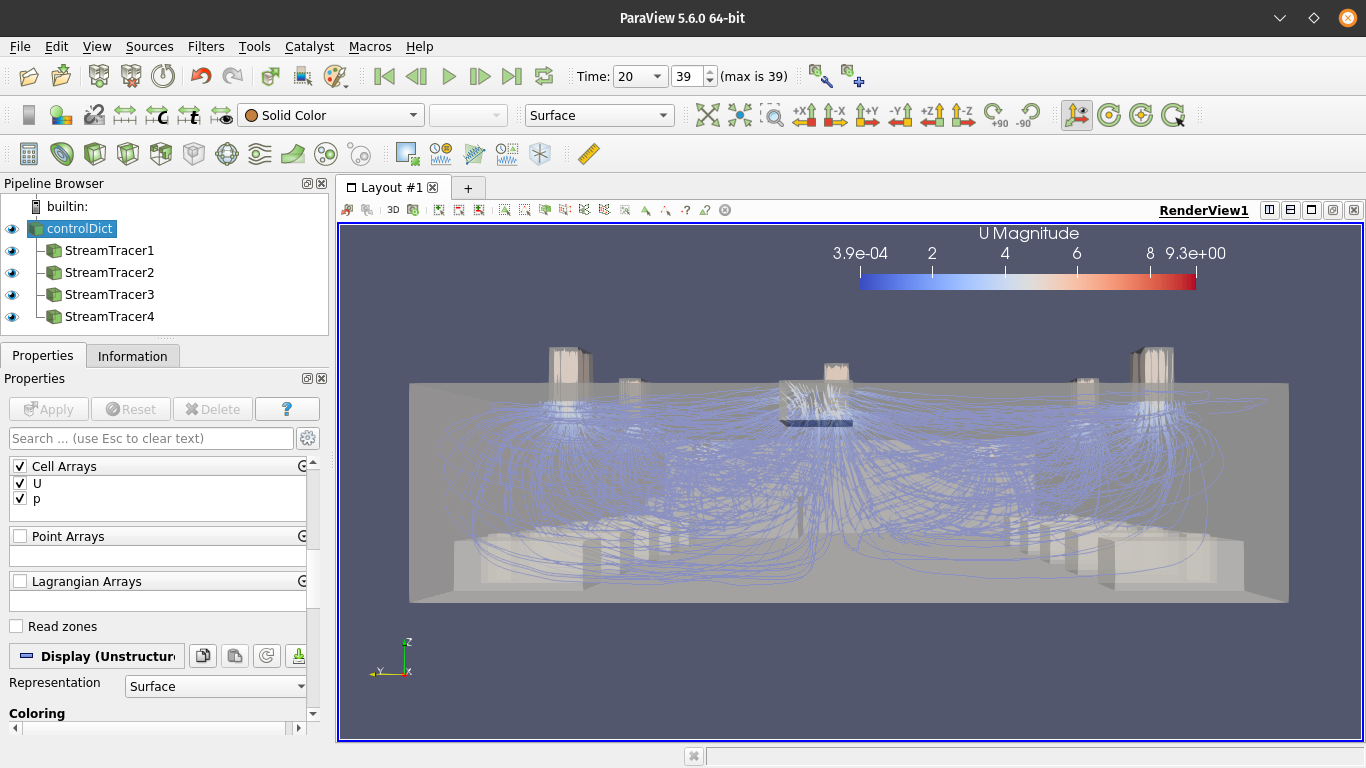 ParaView 5.6.0 64-bit
File Edit View Sources Filters Tools Catalyst Macros Help
Time: 20 39 (max is 39)
Solid Color Surface +X -X +Y -Y +Z -Z +90 -90
Pipeline Browser
Layout #1 +
builtin:
3D
RenderView1
controlDict
StreamTracer1
StreamTracer2
StreamTracer3
StreamTracer4
U Magnitude
3.9e-04 2 4 6 8 9.3e+00
Properties Information
Properties
Apply Reset Delete ?
Search ... (use Esc to clear text)
Cell Arrays
U
p
Point Arrays
Lagrangian Arrays
Read zones
Display (Unstructur
Representation Surface
Coloring
Z
Y
X